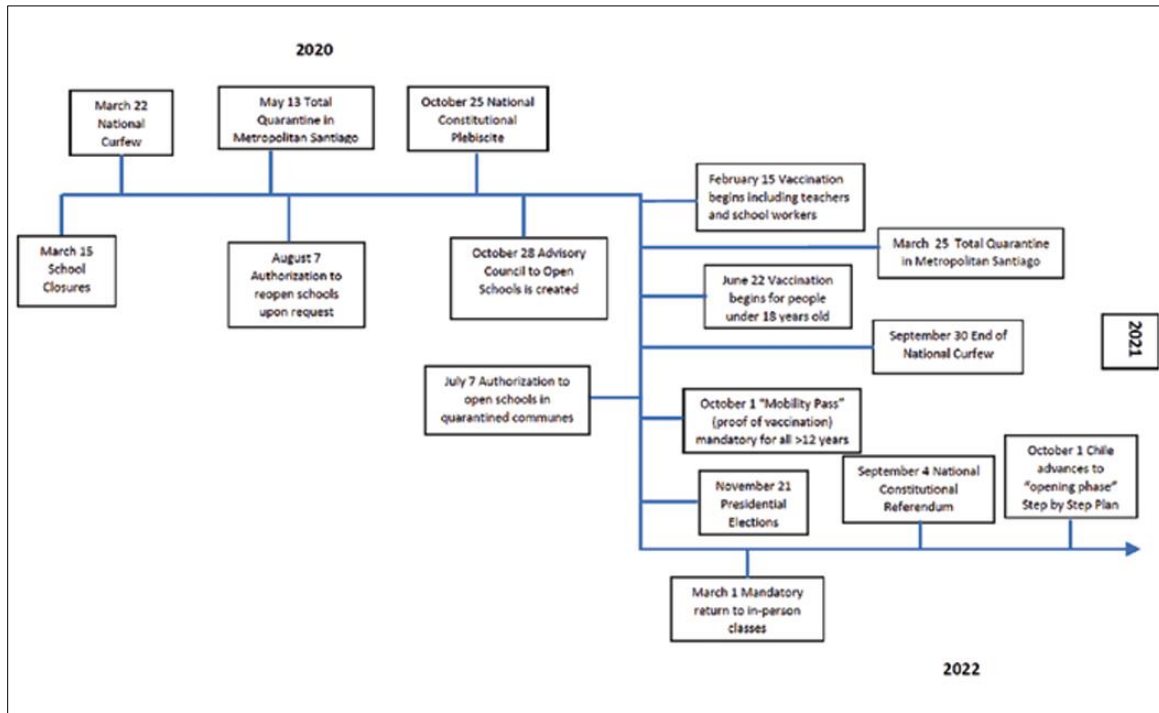 2020
March 22
National
Curfew
May 13 Total
Quarantine in
Metropolitan Santiago
October 25 National
Constitutional
Plebiscite
March 15
School
Closures
August 7
Authorization to
reopen schools
upon request
October 28 Advisory
Council to Open
Schools is created
February 15 Vaccination
begins including teachers
and school workers
March 25 Total Quarantine
in Metropolitan Santiago
June 22 Vaccination
begins for people
under 18 years old
2021
September 30 End of
National Curfew
July 7 Authorization to
open schools in
quarantined communes
October 1 “Mobility Pass”
(proof of vaccination)
mandatory for all >12 years
November 21
Presidential
Elections
September 4 National
Constitutional
Referendum
October 1 Chile
advances to
“opening phase”
Step by Step Plan
March 1 Mandatory
return to in-person
classes
2022